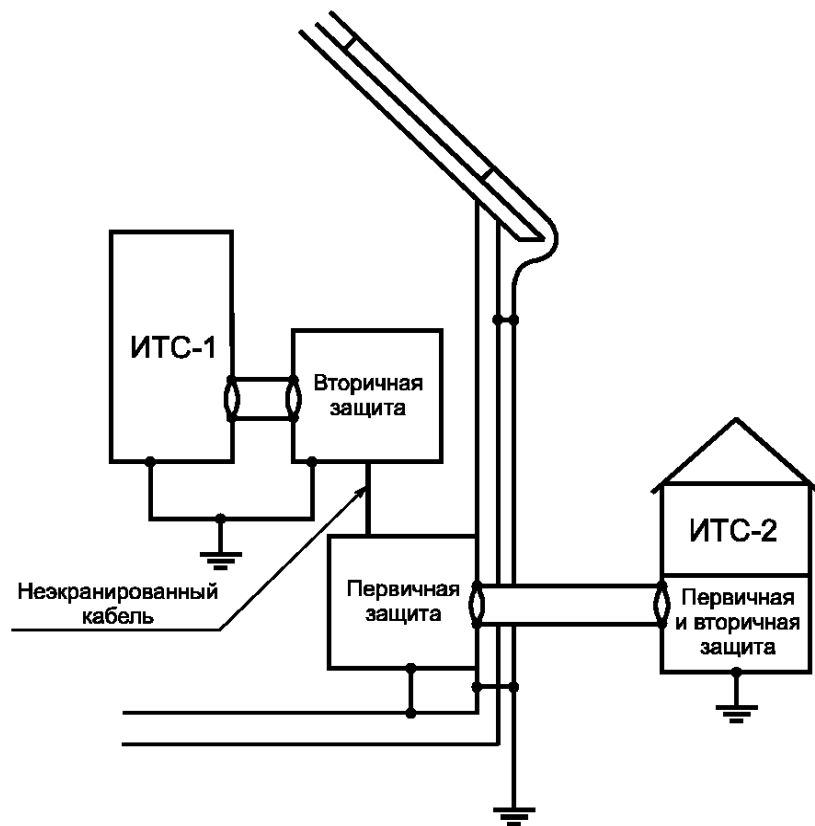 ИТС-1
Вторичная
защита
ИТС-2
Неэкранированный
кабель
Первичная
защита
Первичная
и вторичная
защита